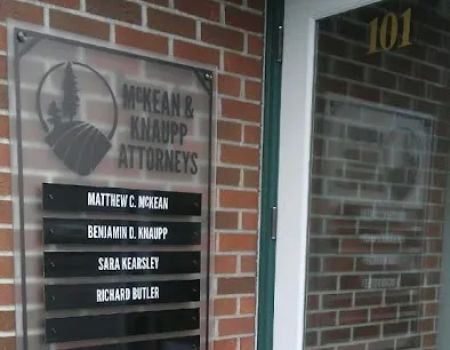 McKEAN &
KNAUPP
ATTORNEYS
MATTHEW C. McKEAN
BENJAMIN D. KNAUPP
SARA KEARSLEY
RICHARD BUTLER
101